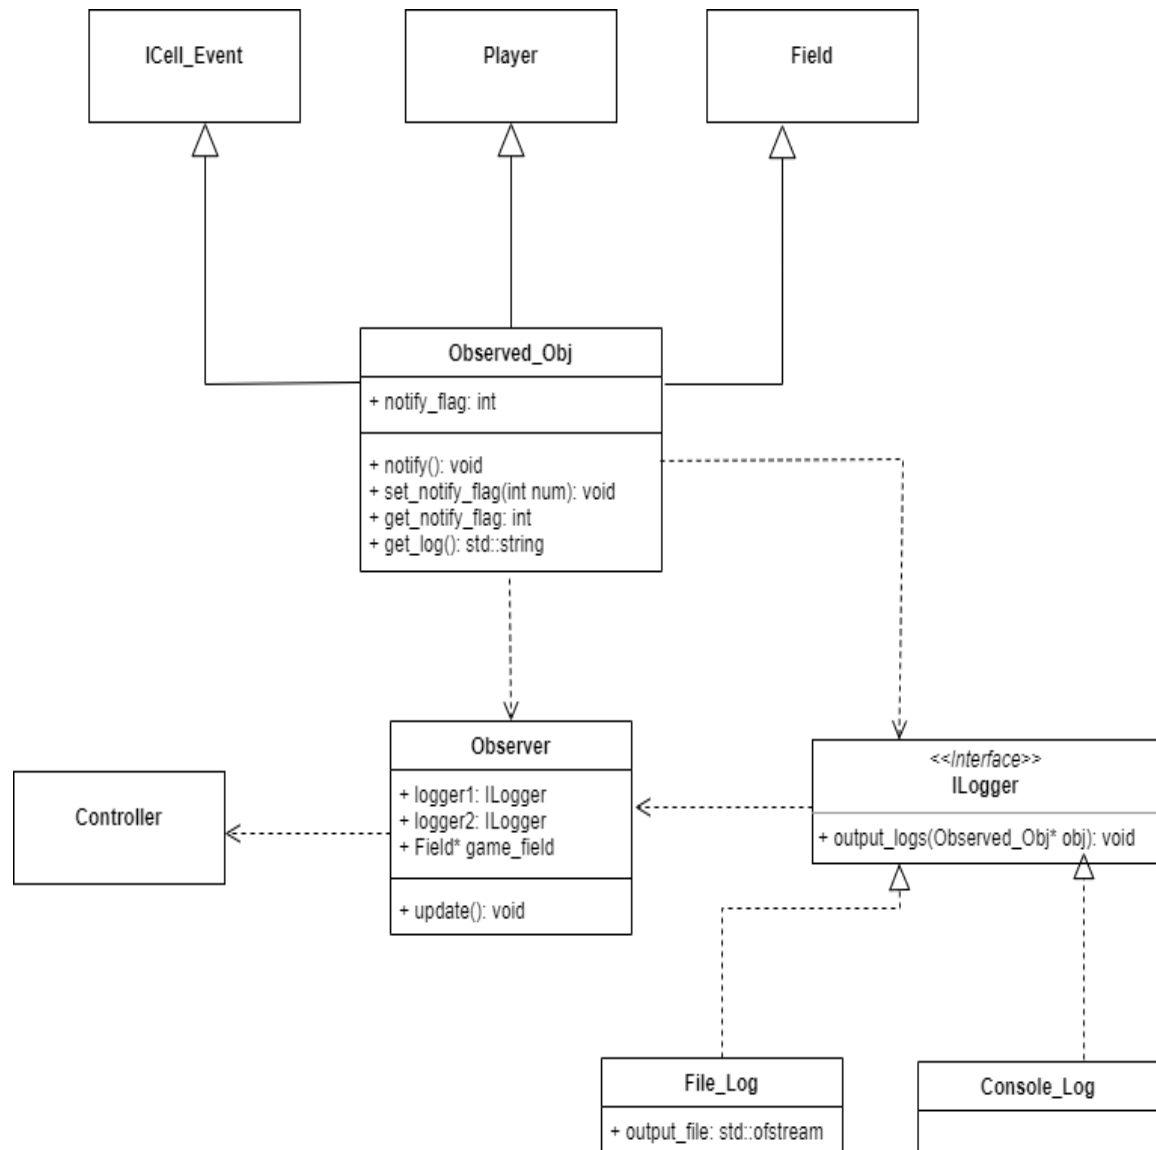 ICell_Event
Player
Field
Observed_Obj
+ notify_flag: int
+ notify(): void
+ set_notify_flag(int num): void
+ get_notify_flag: int
+ get_log(): std::string
Observer
+ logger1: ILogger
+ logger2: ILogger
+ Field* game_field
+ update(): void
Controller
<<Interface>>
ILogger
+ output_logs(Observed_Obj* obj): void
File_Log
+ output_file: std::ofstream
Console_Log